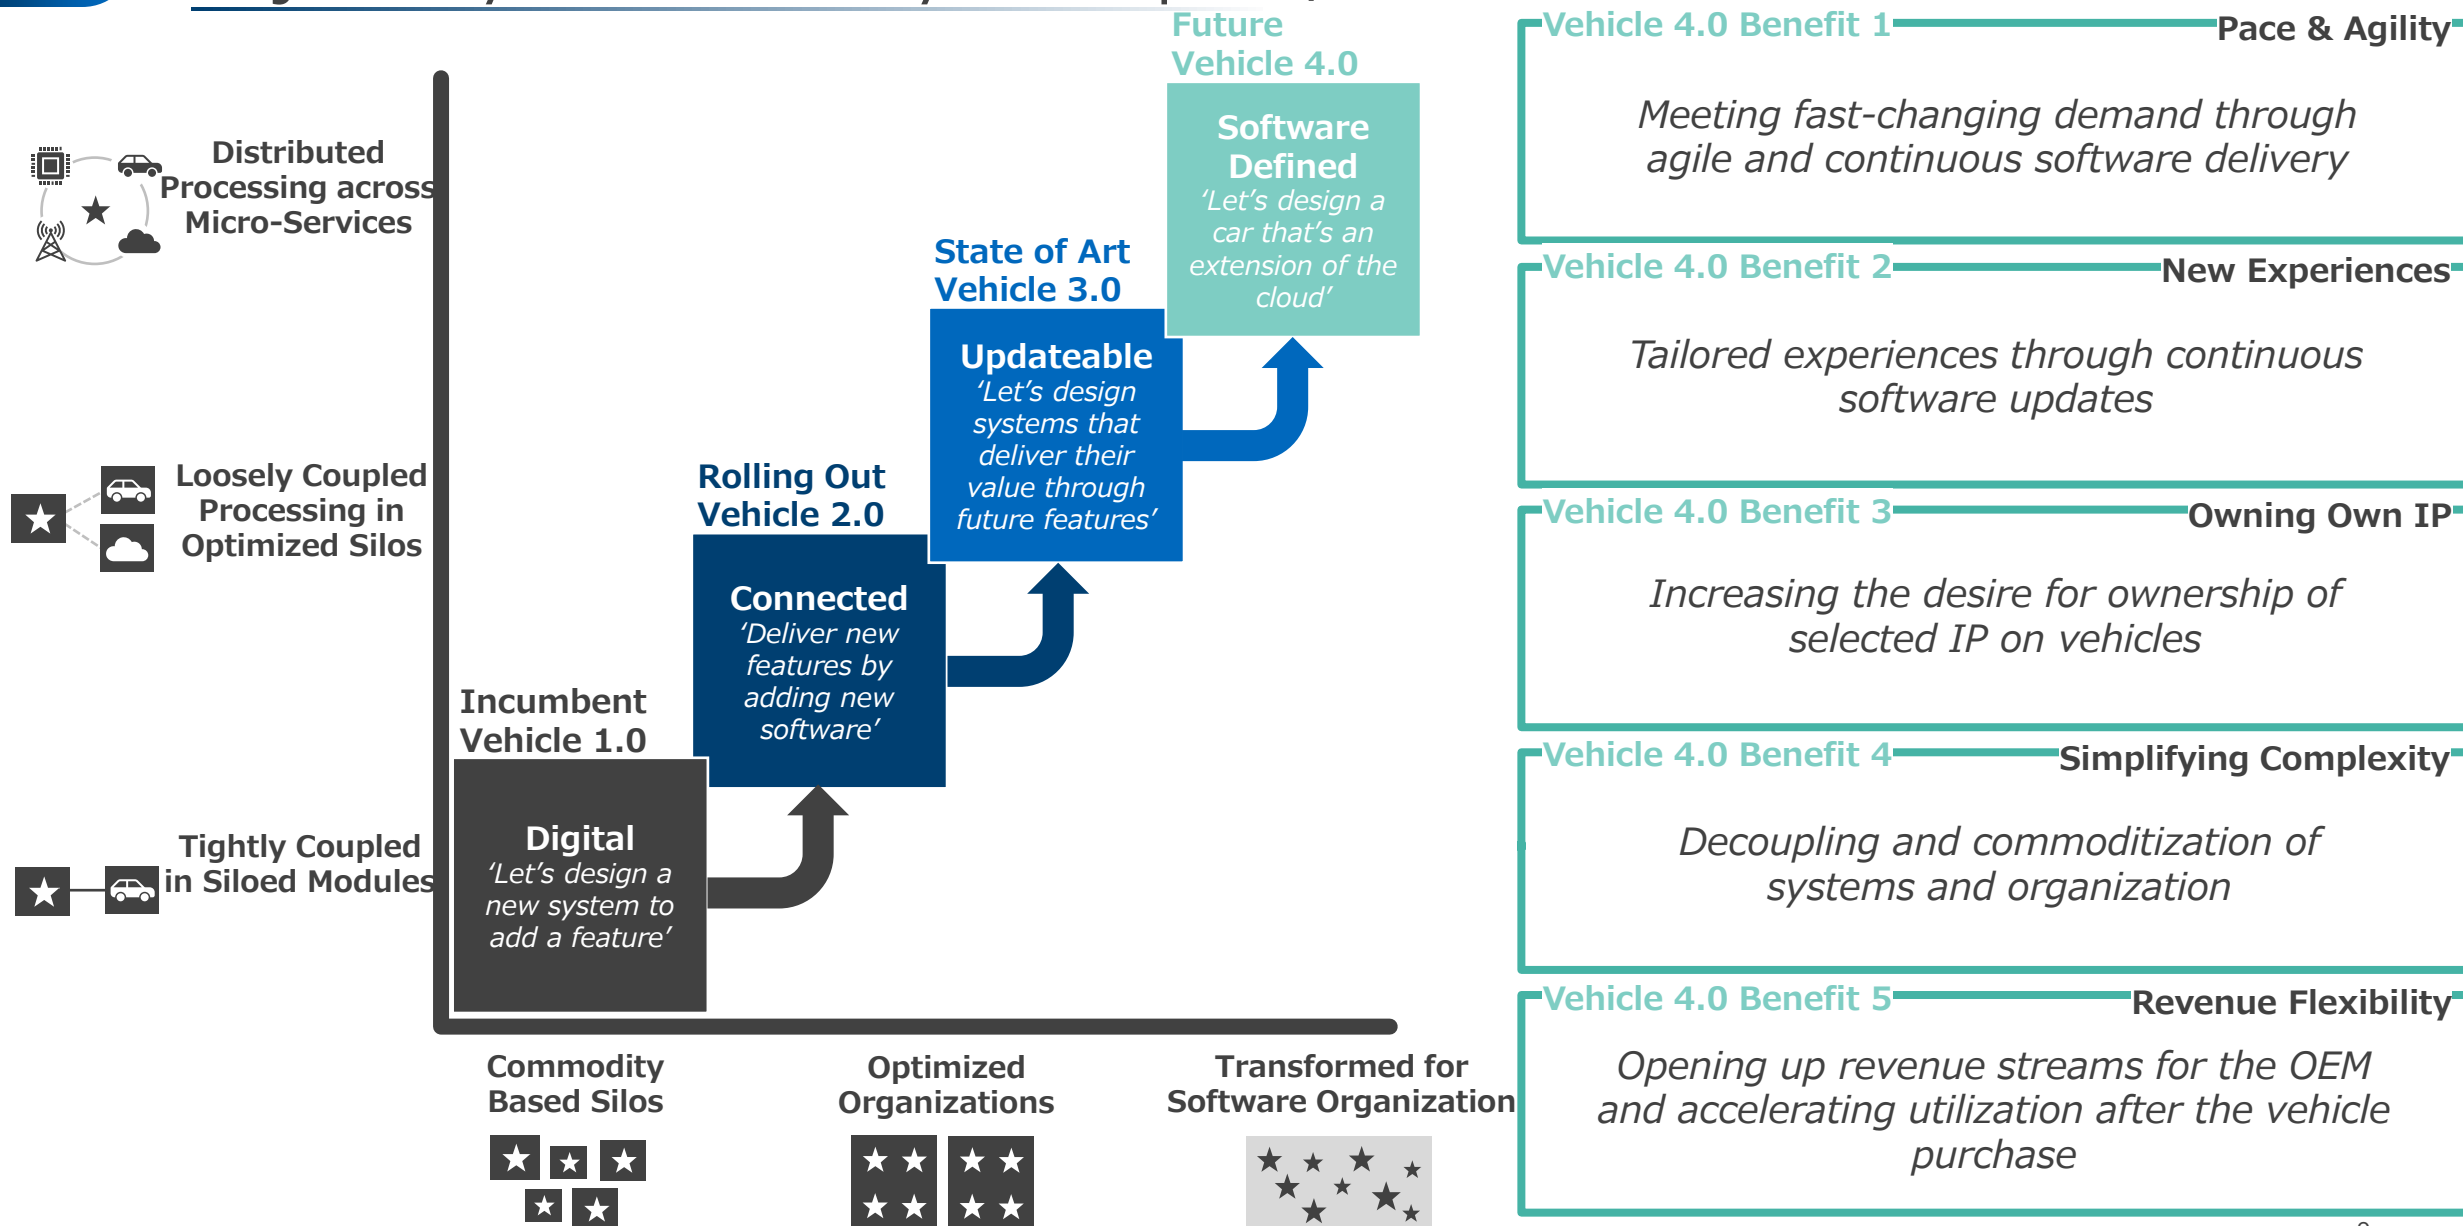 Future
Vehicle 4.0
Software
Defined
‘Let’s design a
car that’s an
extension of the
cloud’
State of Art
Vehicle 3.0
Updateable
‘Let’s design
systems that
deliver their
value through
future features’
Rolling Out
Vehicle 2.0
Connected
‘Deliver new
features by
adding new
software’
Incumbent
Vehicle 1.0
Digital
‘Let’s design a
new system to
add a feature’
Distributed
Processing across
Micro-Services
Loosely Coupled
Processing in
Optimized Silos
Tightly Coupled
in Siloed Modules
Commodity
Based Silos
Optimized
Organizations
Transformed for
Software Organization
Vehicle 4.0 Benefit 1 Pace & Agility
Meeting fast-changing demand through
agile and continuous software delivery
Vehicle 4.0 Benefit 2 New Experiences
Tailored experiences through continuous
software updates
Vehicle 4.0 Benefit 3 Owning Own IP
Increasing the desire for ownership of
selected IP on vehicles
Vehicle 4.0 Benefit 4 Simplifying Complexity
Decoupling and commoditization of
systems and organization
Vehicle 4.0 Benefit 5 Revenue Flexibility
Opening up revenue streams for the OEM
and accelerating utilization after the vehicle
purchase